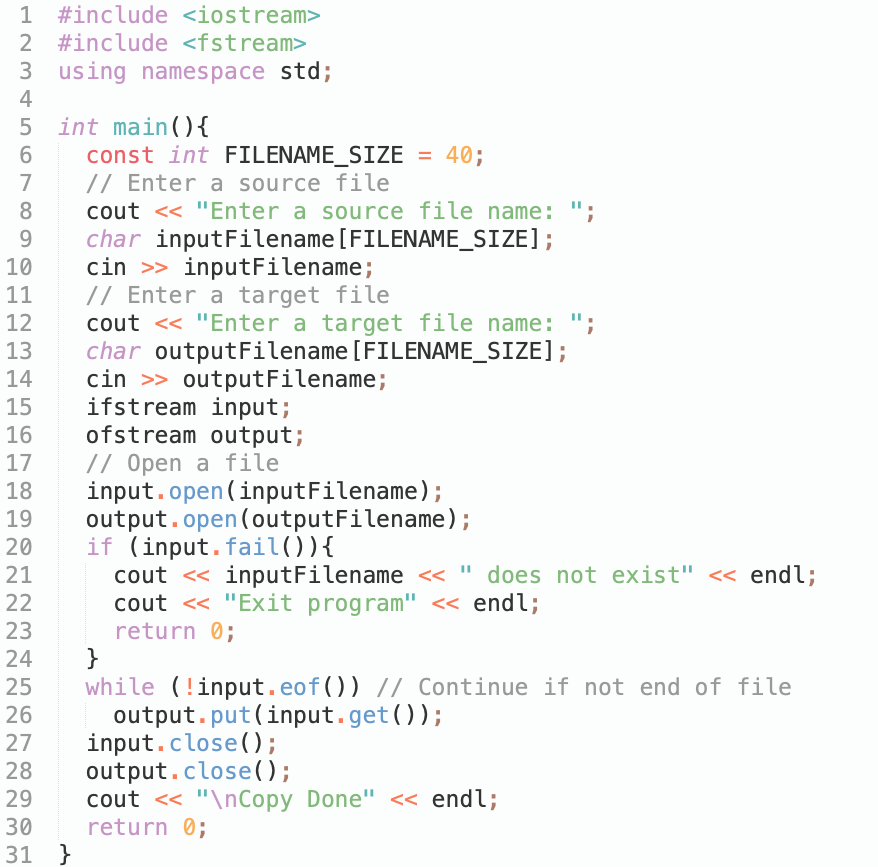 1 #include <iostream>
2 #include <fstream>
3 using namespace std;
4
5 int main(){
6   const int FILENAME_SIZE = 40;
7   // Enter a source file
8   cout << "Enter a source file name: ";
9   char inputFilename[FILENAME_SIZE];
10   cin >> inputFilename;
11   // Enter a target file
12   cout << "Enter a target file name: ";
13   char outputFilename[FILENAME_SIZE];
14   cin >> outputFilename;
15   ifstream input;
16   ofstream output;
17   // Open a file
18   input.open(inputFilename);
19   output.open(outputFilename);
20   if (input.fail()){
21     cout << inputFilename << " does not exist" << endl;
22     cout << "Exit program" << endl;
23     return 0;
24   }
25   while (!input.eof()) // Continue if not end of file
26     output.put(input.get());
27   input.close();
28   output.close();
29   cout << "\nCopy Done" << endl;
30   return 0;
31 }